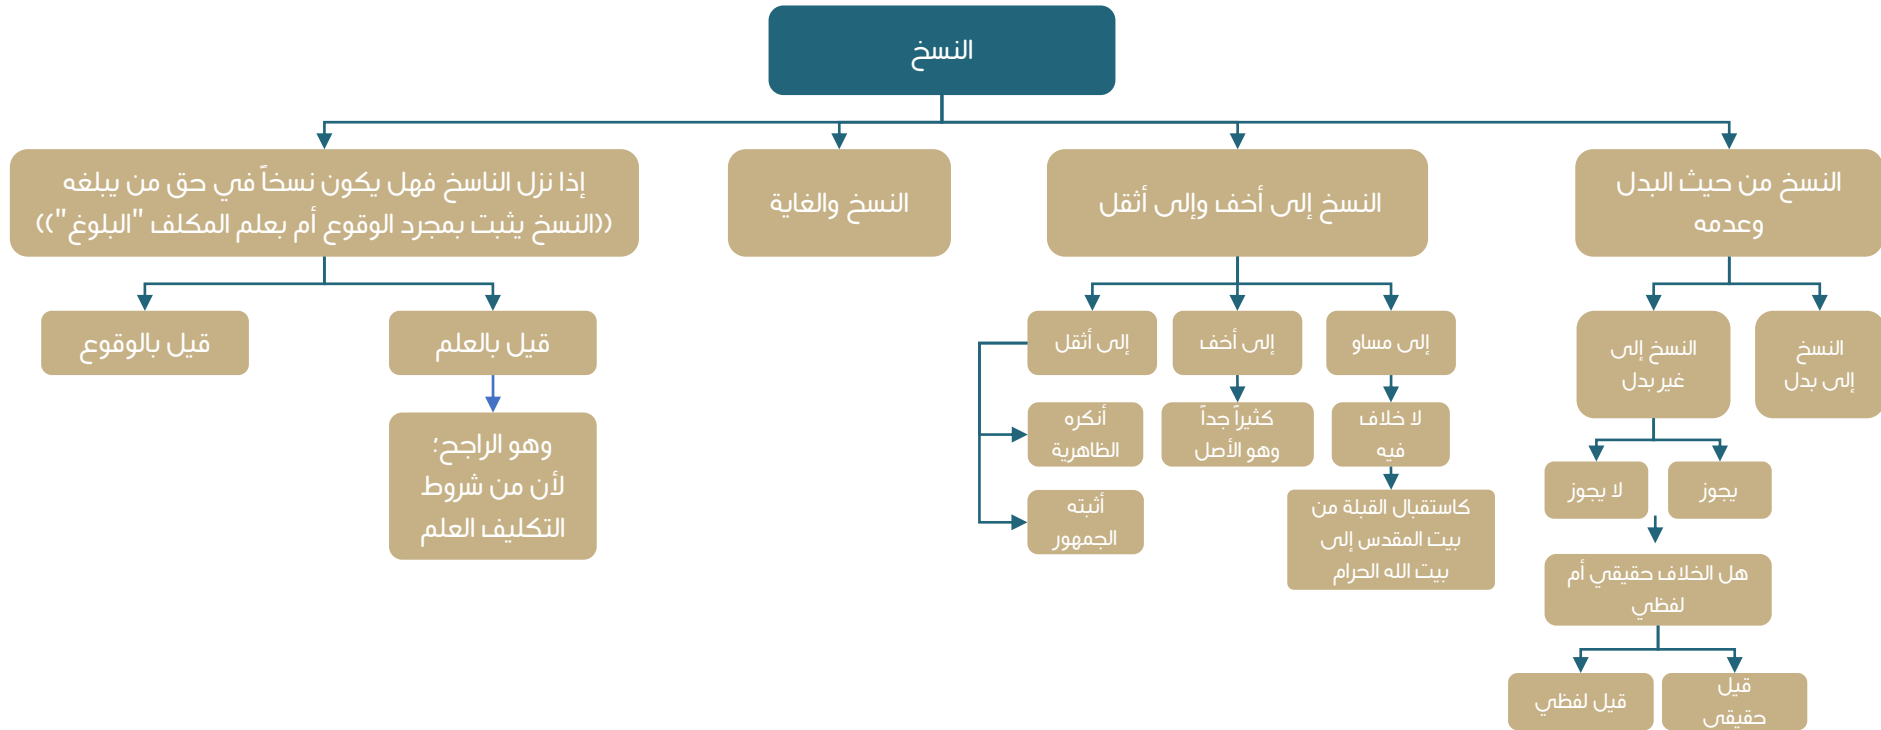 النسخ
النسخ من حيث البدل
وعدمه
النسخ إلى أخف وإلى أثقل
النسخ والغاية
إذا نزل الناسخ فهل يكون نسخاً في حق من يبلغه
((النسخ يثبت بمجرد الوقوع أم بعلم المكلف "البلوغ"))
النسخ
إلى بدل
النسخ إلى
غير بدل
يجوز
لا يجوز
هل الخلاف حقيقي أم
لفظي
قيل
حقيقي
قيل لفظي
إلى مساو
إلى أخف
إلى أثقل
لا خلاف
فيه
كاستقبال القبلة من
بيت المقدس إلى
بيت الله الحرام
كثيراً جداً
وهو الأصل
أنكره
الظاهرية
أثبته
الجمهور
قيل بالعلم
قيل بالوقوع
وهو الراجح؛
لأن من شروط
التكليف العلم